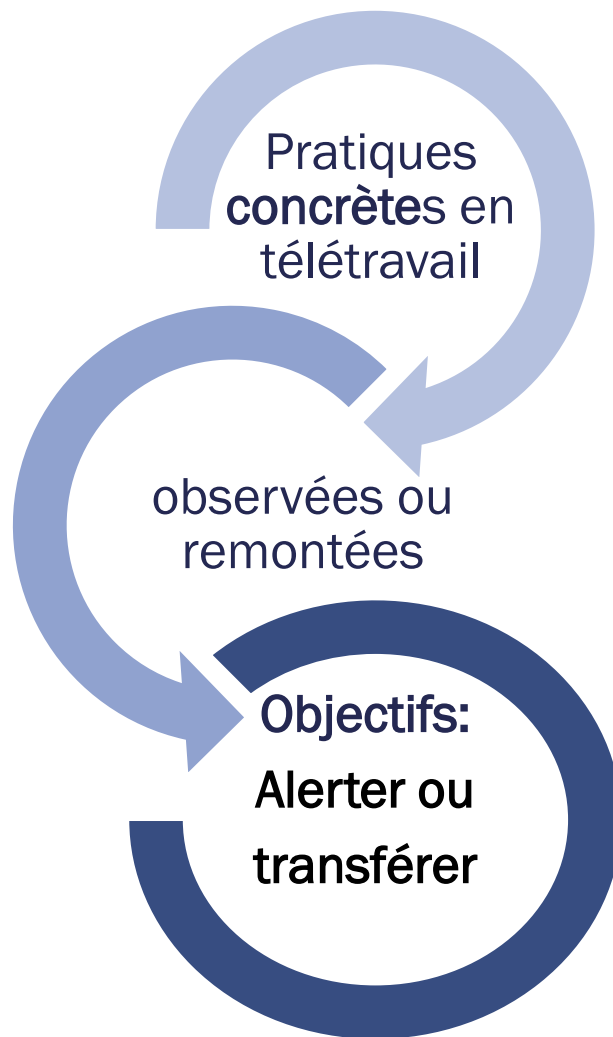 Pratiques
concrètes en
télétravail
observées ou
remontées
Objectifs:
Alerter ou
transférer